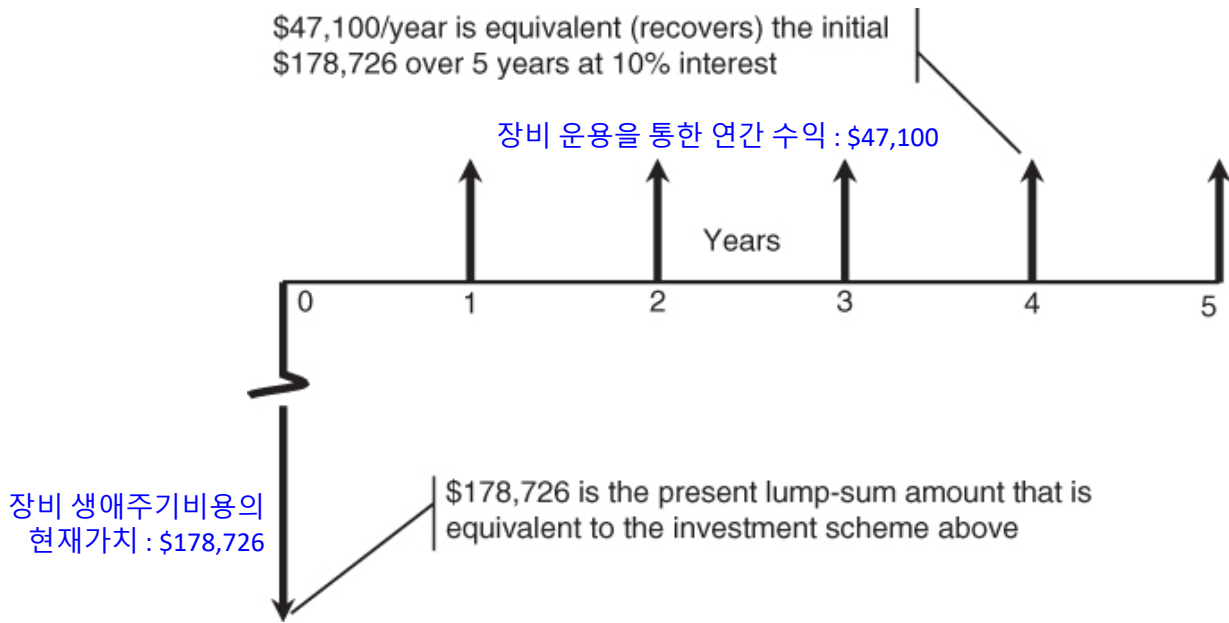 $47,100/year is equivalent (recovers) the initial
$178,726 over 5 years at 10% interest
장비 운용을 통한 연간 수익 : $47,100
Years
0 1 2 3 4 5
장비 생애주기비용의
현재가치 : $178,726
$178,726 is the present lump-sum amount that is
equivalent to the investment scheme above